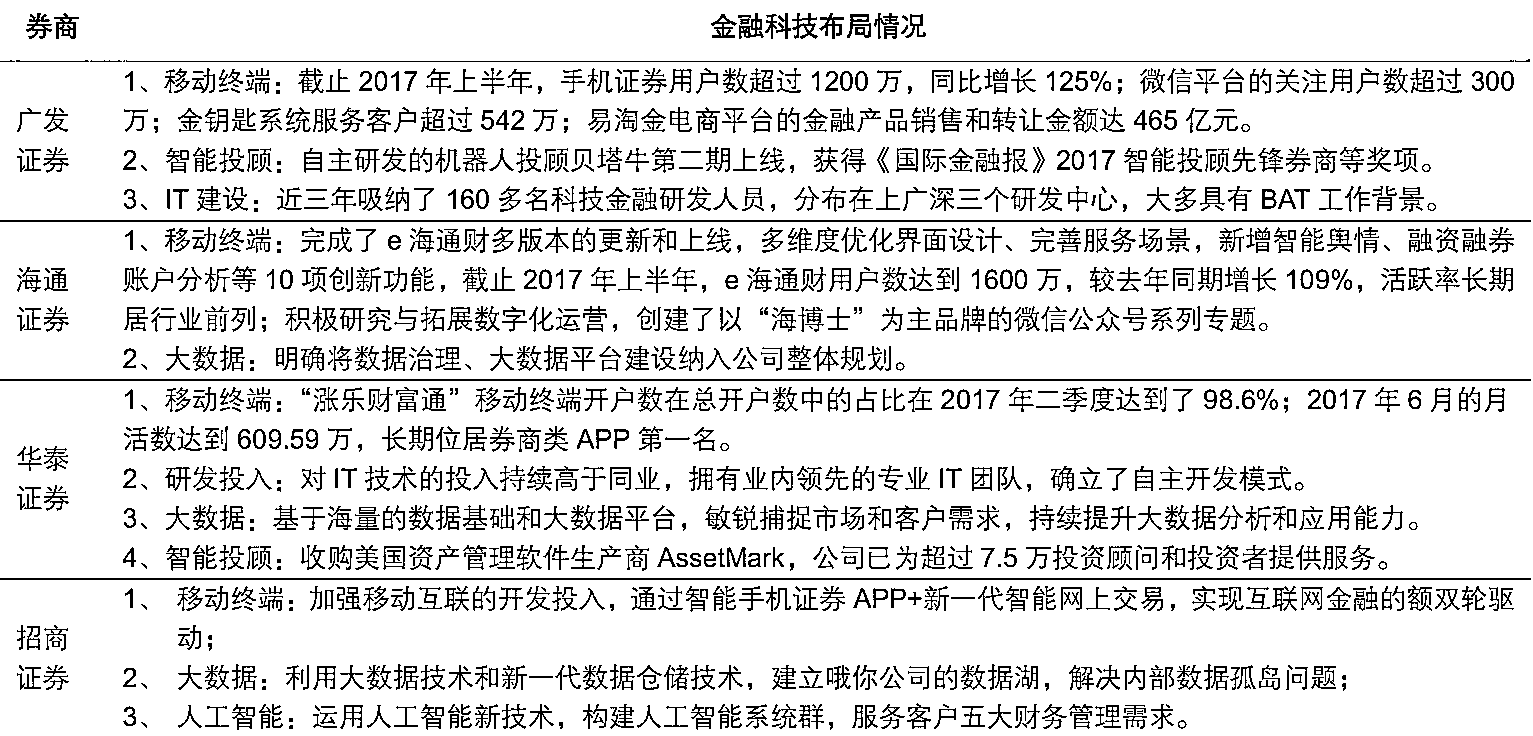 券商 金融科技布局情况
1、移动终端：截止 2017 年上半年，手机证券用户数超过 1200 万，同比增长 125%；微信平台的关注用户数超过 300
广发 万；金钥匙系统服务客户超过 542 万；易淘金电商平台的金融产品销售和转让金额达 465 亿元。
证券 2、智能投顾：自主研发的机器人投顾贝塔牛第二期上线，获得《国际金融报》2017 智能投顾先锋券商等奖项。
3、IT 建设：近三年吸纳了 160 多名科技金融研发人员，分布在上广深三个研发中心，大多具有 BAT 工作背景。
1、移动终端：完成了 e 海通财多版本的更新和上线，多维度优化界面设计、完善服务场景，新增智能舆情、融资融券
海通 账户分析等 10 项创新功能，截止 2017 年上半年，e 海通财用户数达到 1600 万，较去年同期增长 109%，活跃率长期
证券 居行业前列；积极研究与拓展数字化运营，创建了以“海博士”为主品牌的微信公众号系列专题。
2、大数据：明确将数据治理、大数据平台建设纳入公司整体规划。
1、移动终端：“涨乐财富通”移动终端开户数在总开户数中的占比在 2017 年二季度达到了 98.6%；2017 年 6 月的月
活数达到 609.59 万，长期位居券商类 APP 第一名。
华泰 2、研发投入：对 IT 技术的投入持续高于同业，拥有业内领先的专业 IT 团队，确立了自主开发模式。
证券 3、大数据：基于海量的数据基础和大数据平台，敏锐捕捉市场和客户需求，持续提升大数据分析和应用能力。
4、智能投顾：收购美国资产管理软件生产商 AssetMark，公司已为超过 7.5 万投资顾问和投资者提供服务。
1、 移动终端：加强移动互联的开发投入，通过智能手机证券 APP+新一代智能网上交易，实现互联网金融的额双轮驱
招商 动；
证券 2、 大数据：利用大数据技术和新一代数据仓储技术，建立哦你公司的数据湖，解决内部数据孤岛问题；
3、 人工智能：运用人工智能新技术，构建人工智能系统群，服务客户五大财务管理需求。